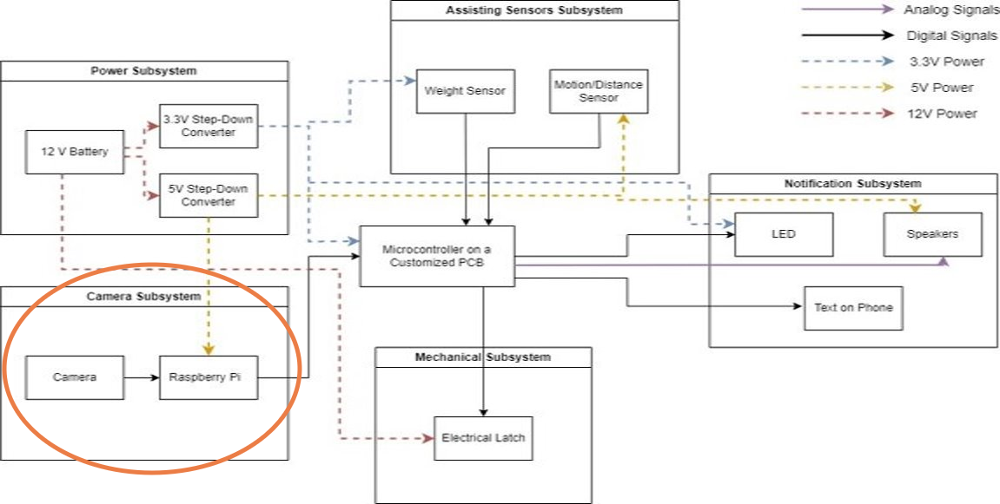 Assisting Sensors Subsystem
Analog Signals
Digital Signals
3.3V Power
5V Power
12V Power
Power Subsystem
Weight Sensor
Motion/Distance
Sensor
3.3V Step-Down
Converter
12 V Battery
5V Step-Down
Converter
Notification Subsystem
LED
Speakers
Microcontroller on a
Customized PCB
Text on Phone
Camera Subsystem
Camera
Raspberry Pi
Mechanical Subsystem
Electrical Latch